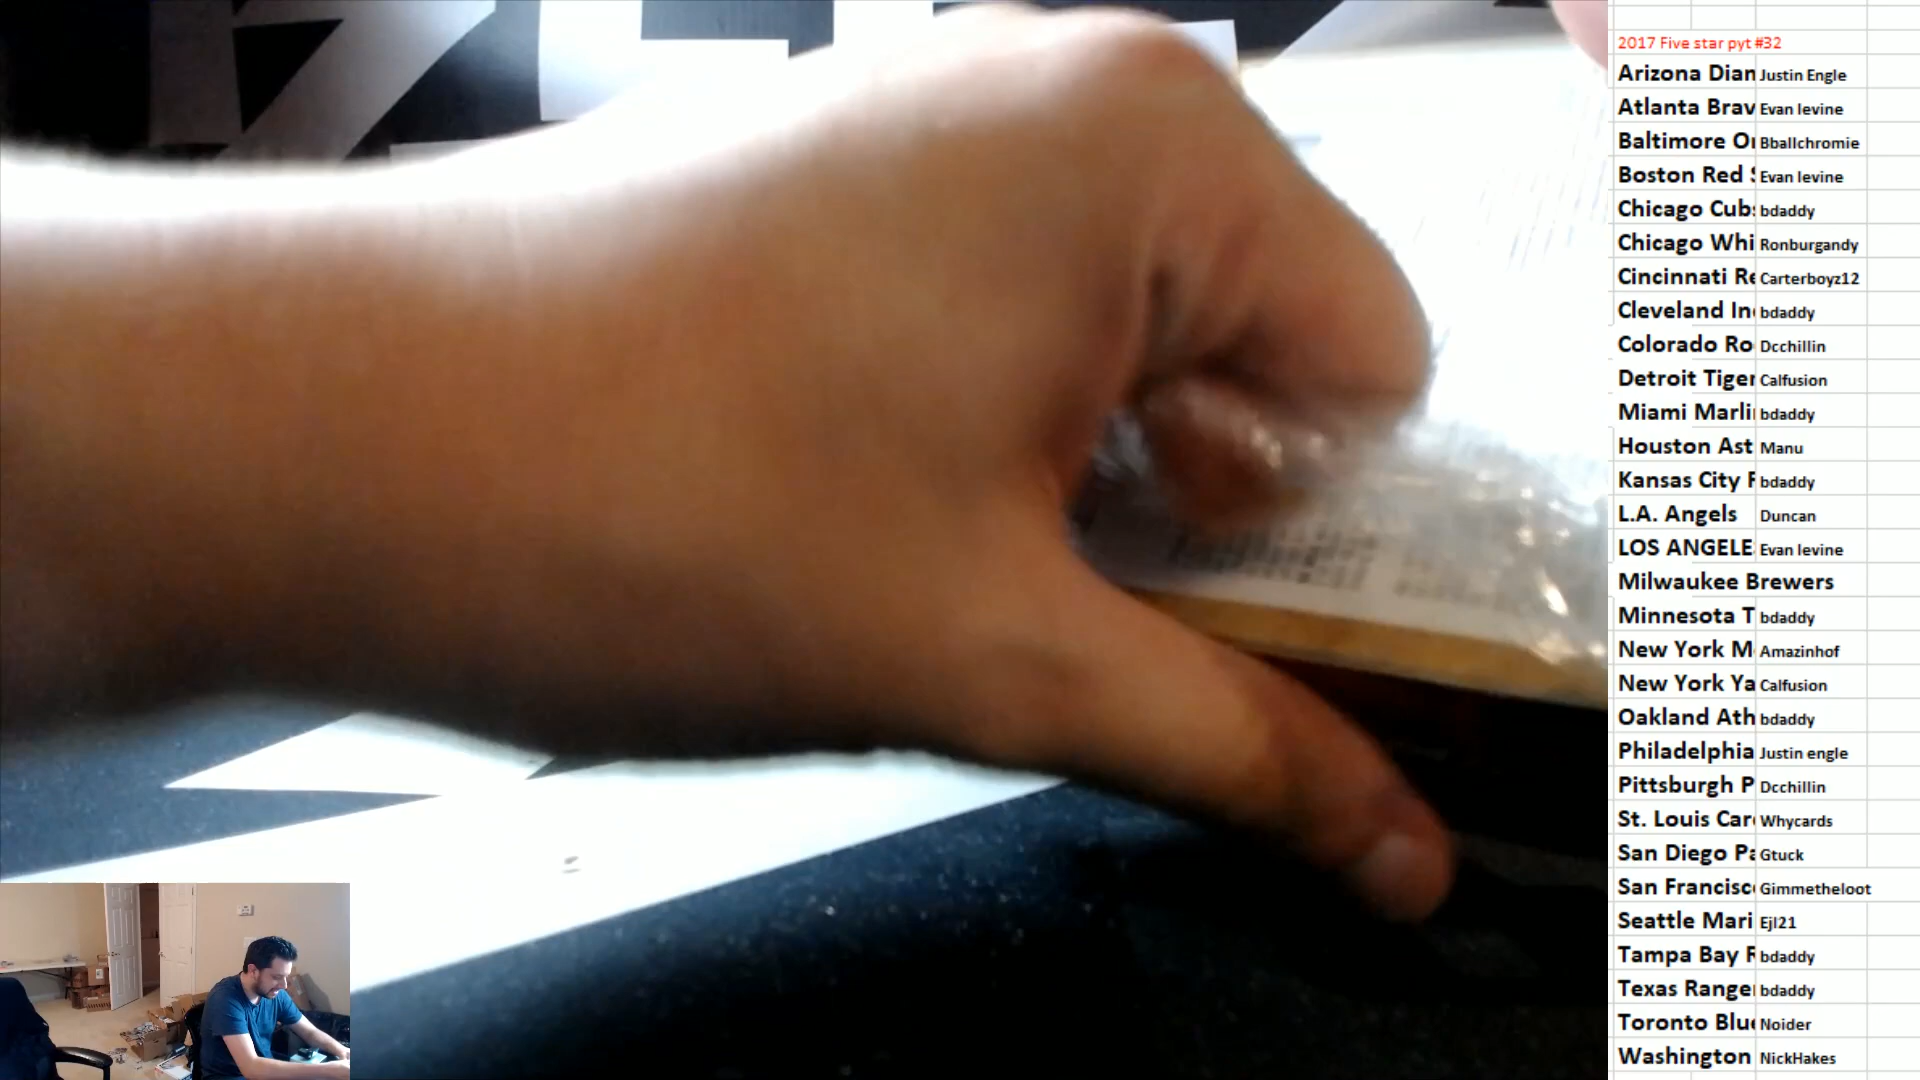 2017 Five star pyt #32
Arizona Dian Justin Engle
Atlanta Brav Evan levine
Baltimore Or Bballchromie
Boston Red S Evan levine
Chicago Cubs bdaddy
Chicago Whi Ronburgandy
Cincinnati Re Carterboyz12
Cleveland In bdaddy
Colorado Ro Dcchillin
Detroit Tiger Calfusion
Miami Marli bdaddy
Houston Ast Manu
Kansas City R bdaddy
L.A. Angels Duncan
LOS ANGELE Evan levine
Milwaukee Brewers
Minnesota T bdaddy
New York M Amazinhof
New York Ya Calfusion
Oakland Ath bdaddy
Philadelphia Justin engle
Pittsburgh P Dcchillin
St. Louis Car Whycards
San Diego Pa Gtuck
San Francisc Gimmetheloot
Seattle Mari Ejl21
Tampa Bay R bdaddy
Texas Ranger bdaddy
Toronto Blue Noider
Washington NickHakes